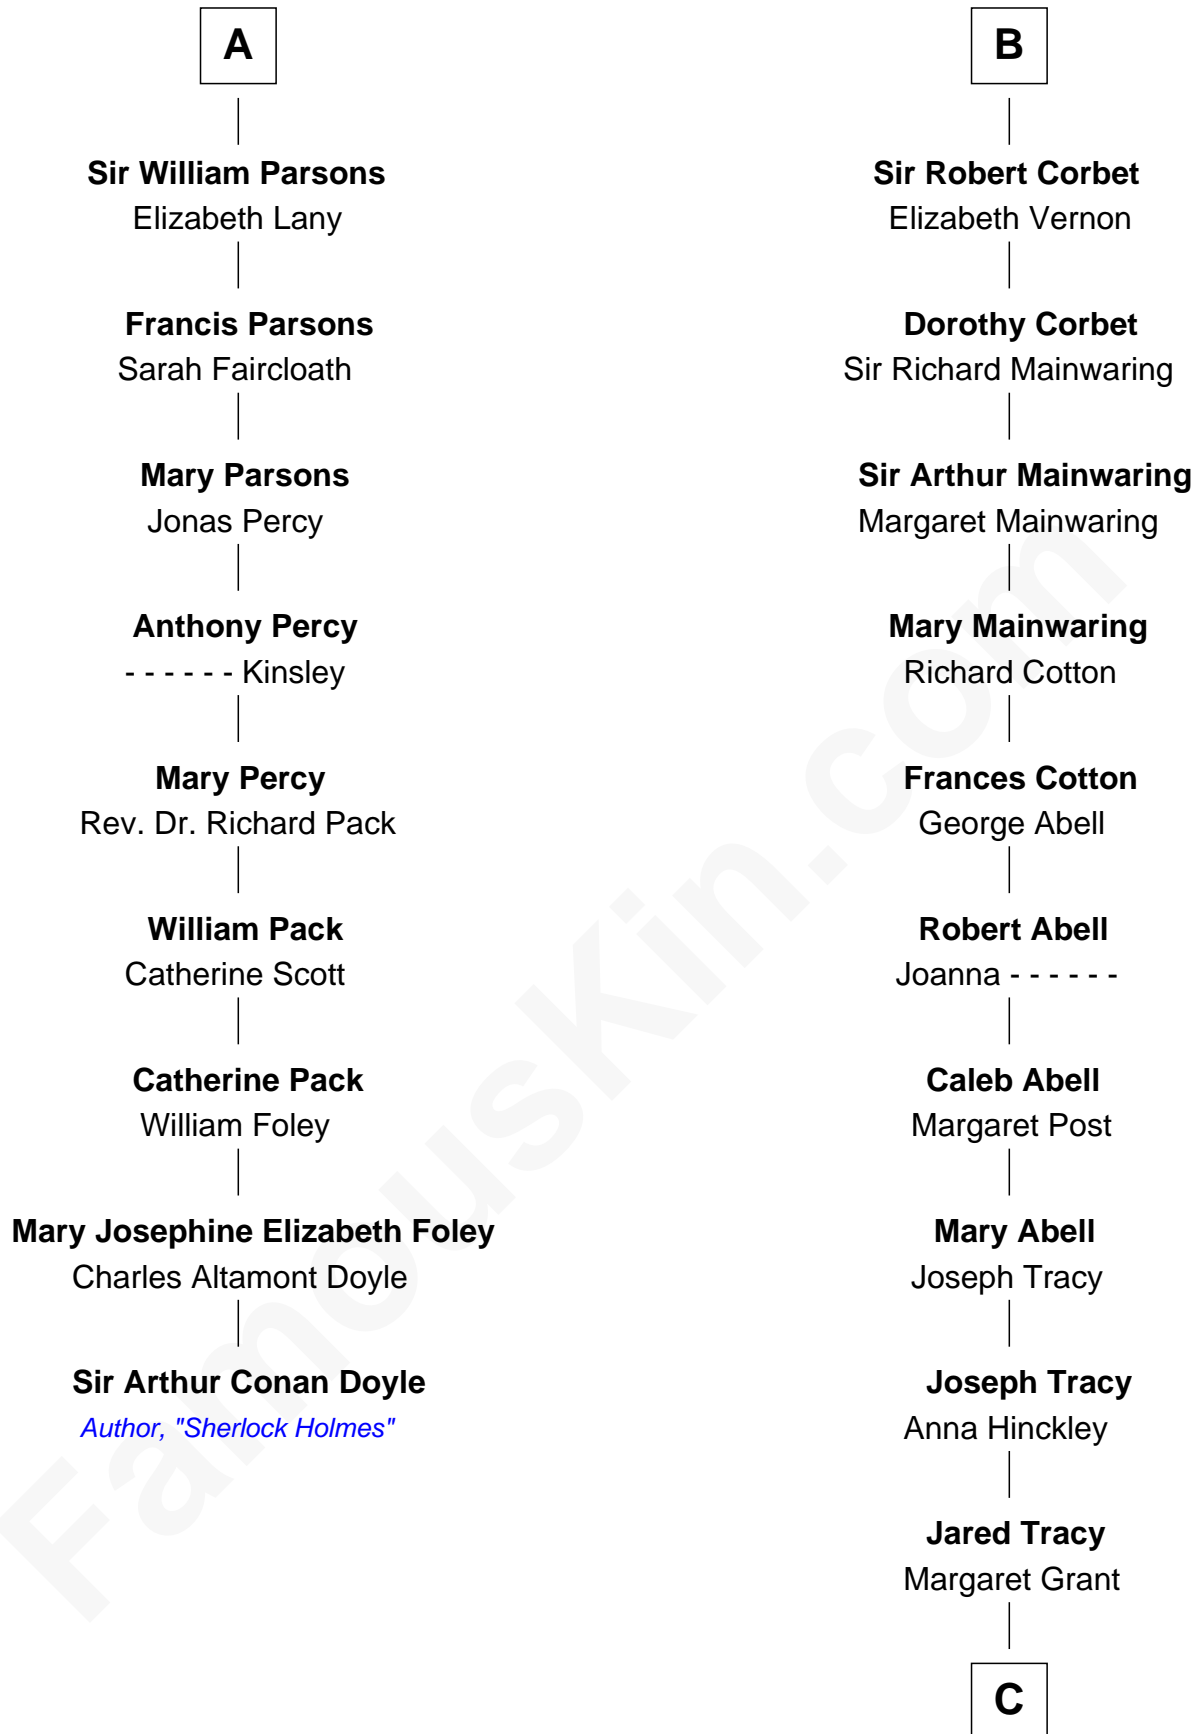 A
Sir William Parsons
Elizabeth Lany
Francis Parsons
Sarah Faircloath
Mary Parsons
Jonas Percy
Anthony Percy
- - - - - - Kinsley
Mary Percy
Rev. Dr. Richard Pack
William Pack
Catherine Scott
Catherine Pack
William Foley
Mary Josephine Elizabeth Foley
Charles Altamont Doyle
Sir Arthur Conan Doyle
Author, "Sherlock Holmes"
B
Sir Robert Corbet
Elizabeth Vernon
Dorothy Corbet
Sir Richard Mainwaring
Sir Arthur Mainwaring
Margaret Mainwaring
Mary Mainwaring
Richard Cotton
Frances Cotton
George Abell
Robert Abell
Joanna - - - - - -
Caleb Abell
Margaret Post
Mary Abell
Joseph Tracy
Joseph Tracy
Anna Hinckley
Jared Tracy
Margaret Grant
C
FamousKin.com